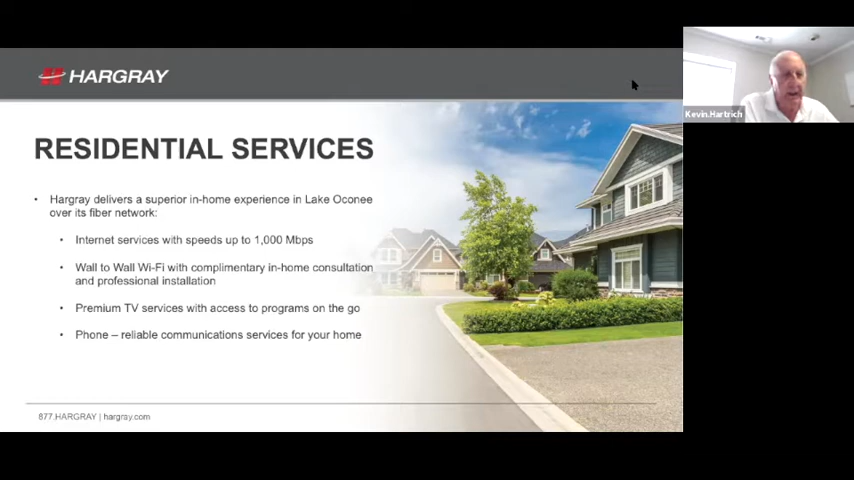 HARGRAY
Kevin.Hartrich
RESIDENTIAL SERVICES
• Hargray delivers a superior in-home experience in Lake Oconee
over its fiber network:
• Internet services with speeds up to 1,000 Mbps
• Wall to Wall Wi-Fi with complimentary in-home consultation
and professional installation
• Premium TV services with access to programs on the go
• Phone – reliable communications services for your home
877.HARGRAY | hargray.com